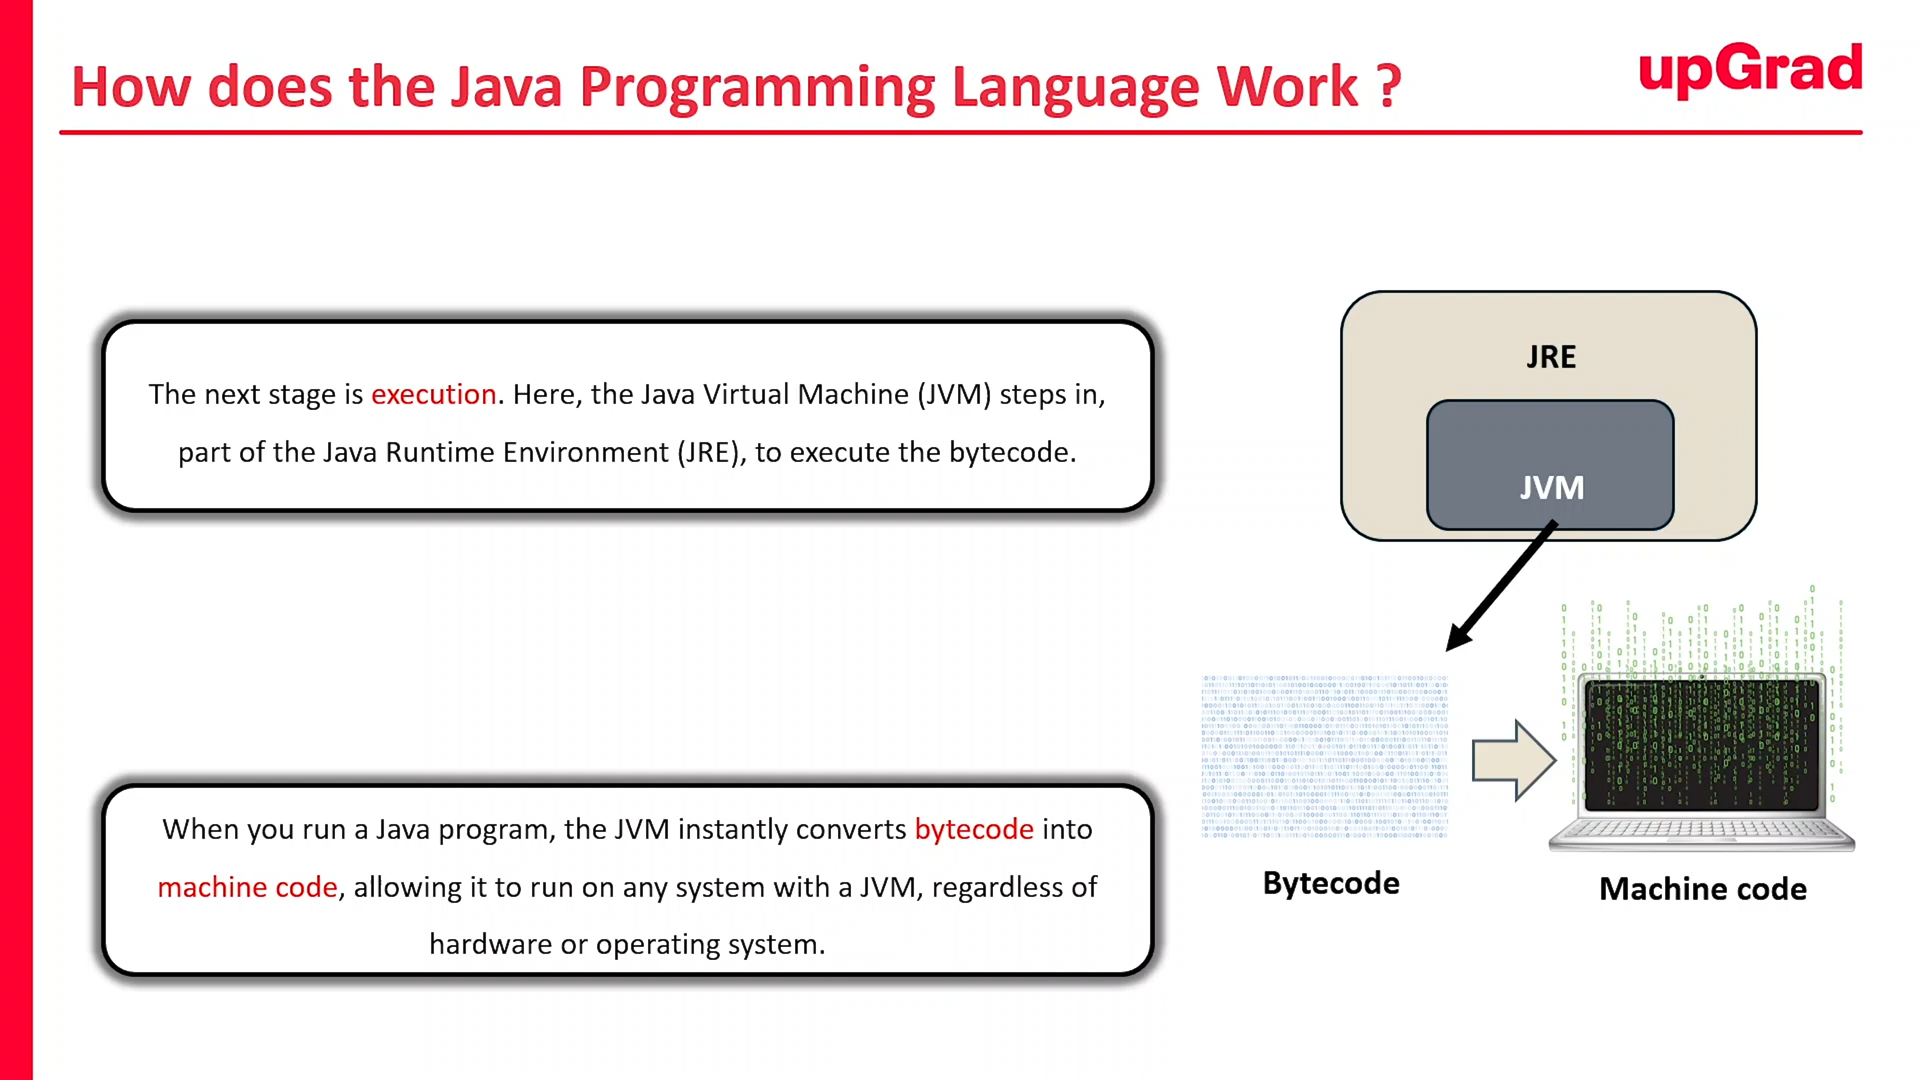 How does the Java Programming Language Work ?
upGrad
The next stage is execution. Here, the Java Virtual Machine (JVM) steps in,
part of the Java Runtime Environment (JRE), to execute the bytecode.
JRE
JVM
When you run a Java program, the JVM instantly converts bytecode into
machine code, allowing it to run on any system with a JVM, regardless of
hardware or operating system.
Bytecode
Machine code